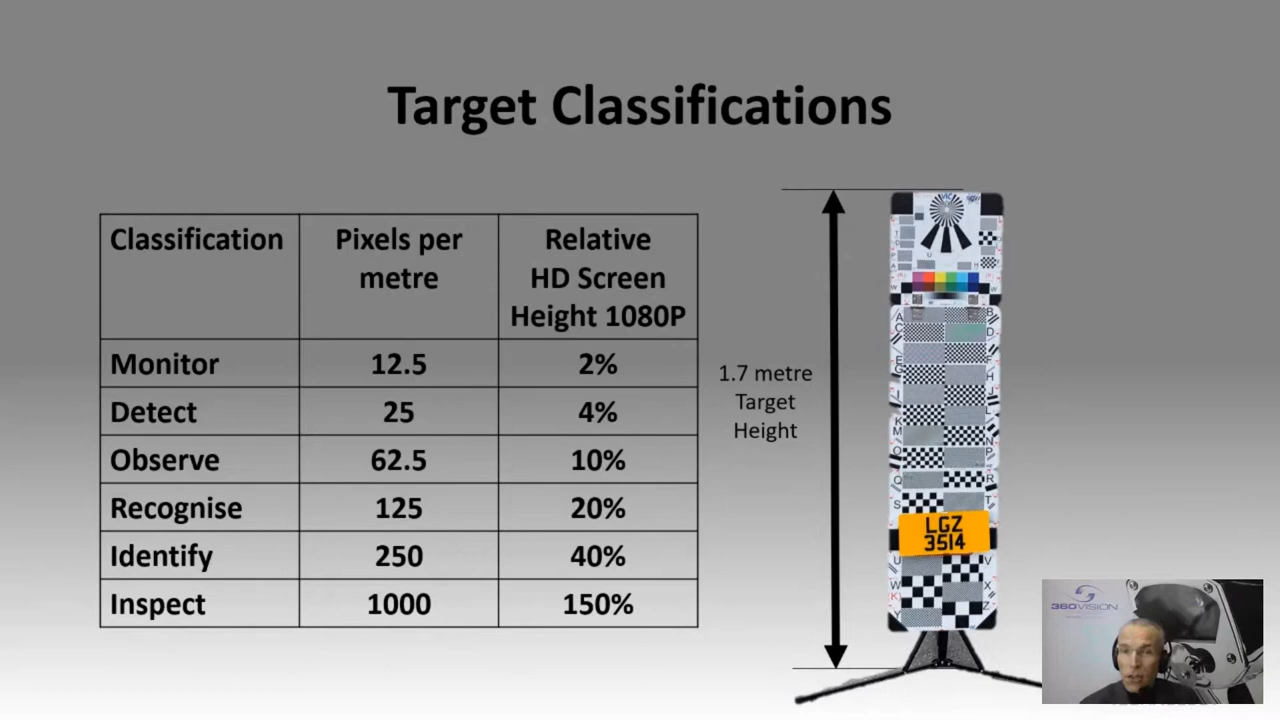 Target Classifications
Classification
Pixels per
metre
Relative
HD Screen
Height 1080P
Monitor
12.5
2%
Detect
25
4%
Observe
62.5
10%
Recognise
125
20%
Identify
250
40%
Inspect
1000
150%
1.7 metre
Target
Height
VIC
U
A
B
C
D
E
F
G
H
I
J
K
L
M
N
O
P
Q
R
S
T
LGZ
3514
U
V
W
X
Y
Z
360VISION